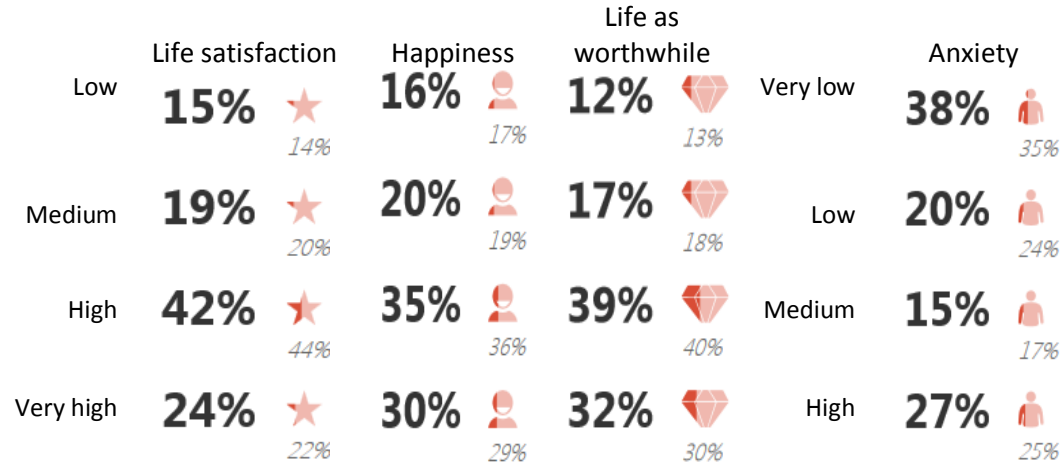 Life satisfaction Happiness Life as worthwhile Anxiety
Low 15% 16% 12% Very low 38%
14% 17% 13% 35%
Medium 19% 20% 17% Low 20%
20% 19% 18% 24%
High 42% 35% 39% Medium 15%
44% 36% 40% 17%
Very high 24% 30% 32% High 27%
22% 29% 30% 25%